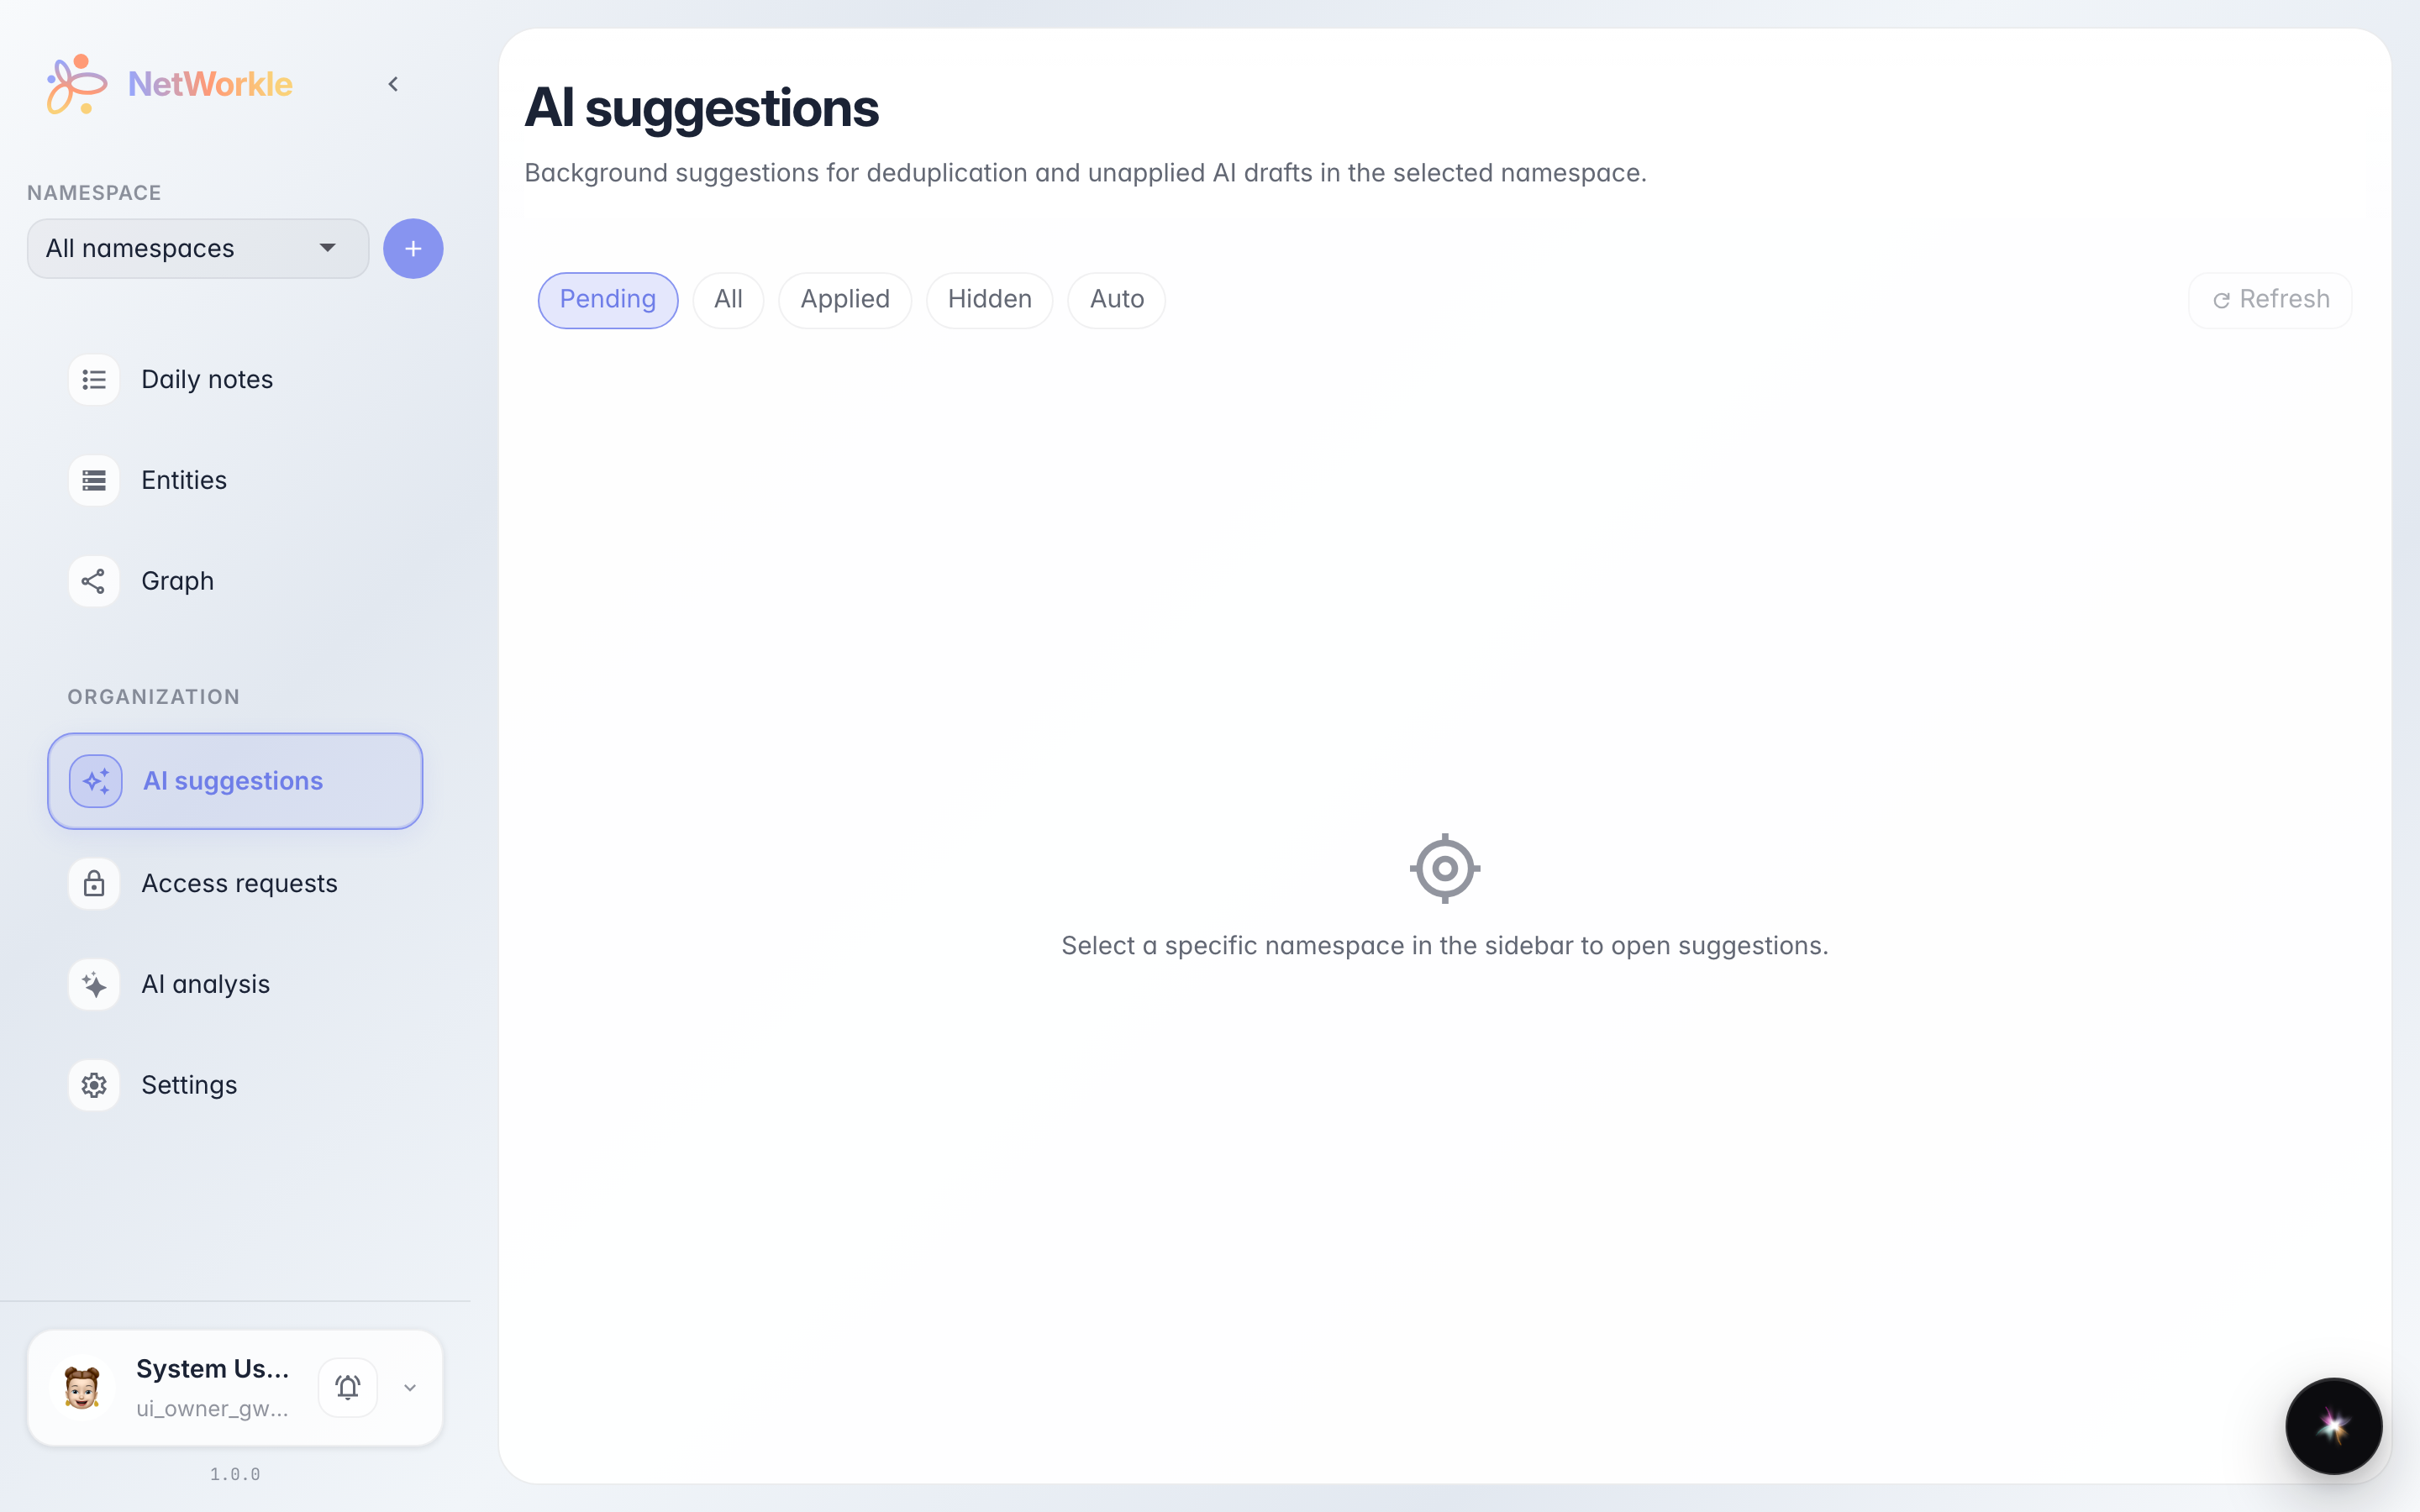 NetWorkle
NAMESPACE
All namespaces
Daily notes
Entities
Graph
ORGANIZATION
AI suggestions
Access requests
AI analysis
Settings
System Us...
ui_owner_gw...
1.0.0
AI suggestions
Background suggestions for deduplication and unapplied AI drafts in the selected namespace.
Pending
All
Applied
Hidden
Auto
Refresh
Select a specific namespace in the sidebar to open suggestions.